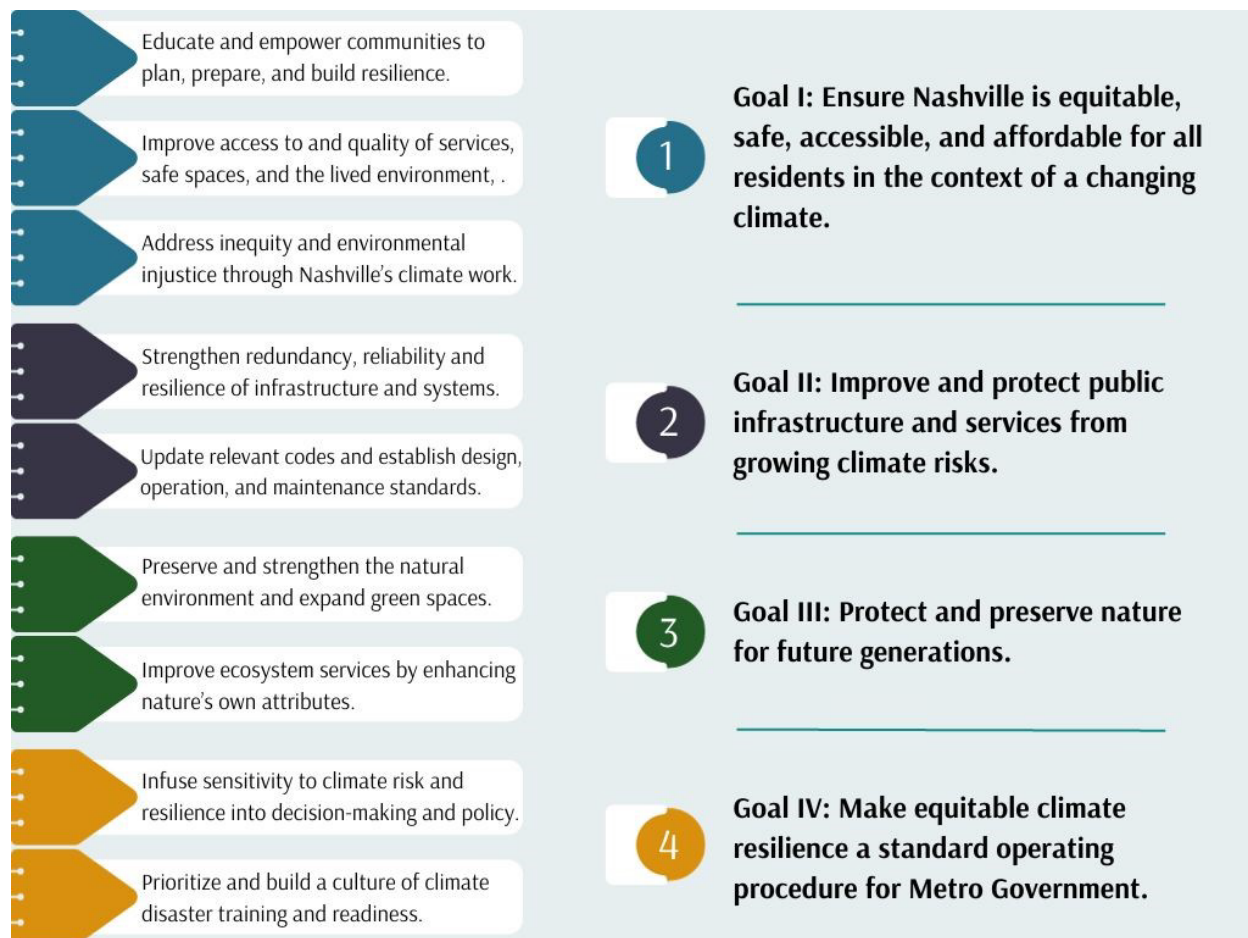 Educate and empower communities to
plan, prepare, and build resilience.
Improve access to and quality of services,
safe spaces, and the lived environment, .
Address inequity and environmental
injustice through Nashville’s climate work.
Strengthen redundancy, reliability and
resilience of infrastructure and systems.
Update relevant codes and establish design,
operation, and maintenance standards.
Preserve and strengthen the natural
environment and expand green spaces.
Improve ecosystem services by enhancing
nature’s own attributes.
Infuse sensitivity to climate risk and
resilience into decision-making and policy.
Prioritize and build a culture of climate
disaster training and readiness.
1
Goal I: Ensure Nashville is equitable,
safe, accessible, and affordable for all
residents in the context of a changing
climate.
2
Goal II: Improve and protect public
infrastructure and services from
growing climate risks.
3
Goal III: Protect and preserve nature
for future generations.
4
Goal IV: Make equitable climate
resilience a standard operating
procedure for Metro Government.